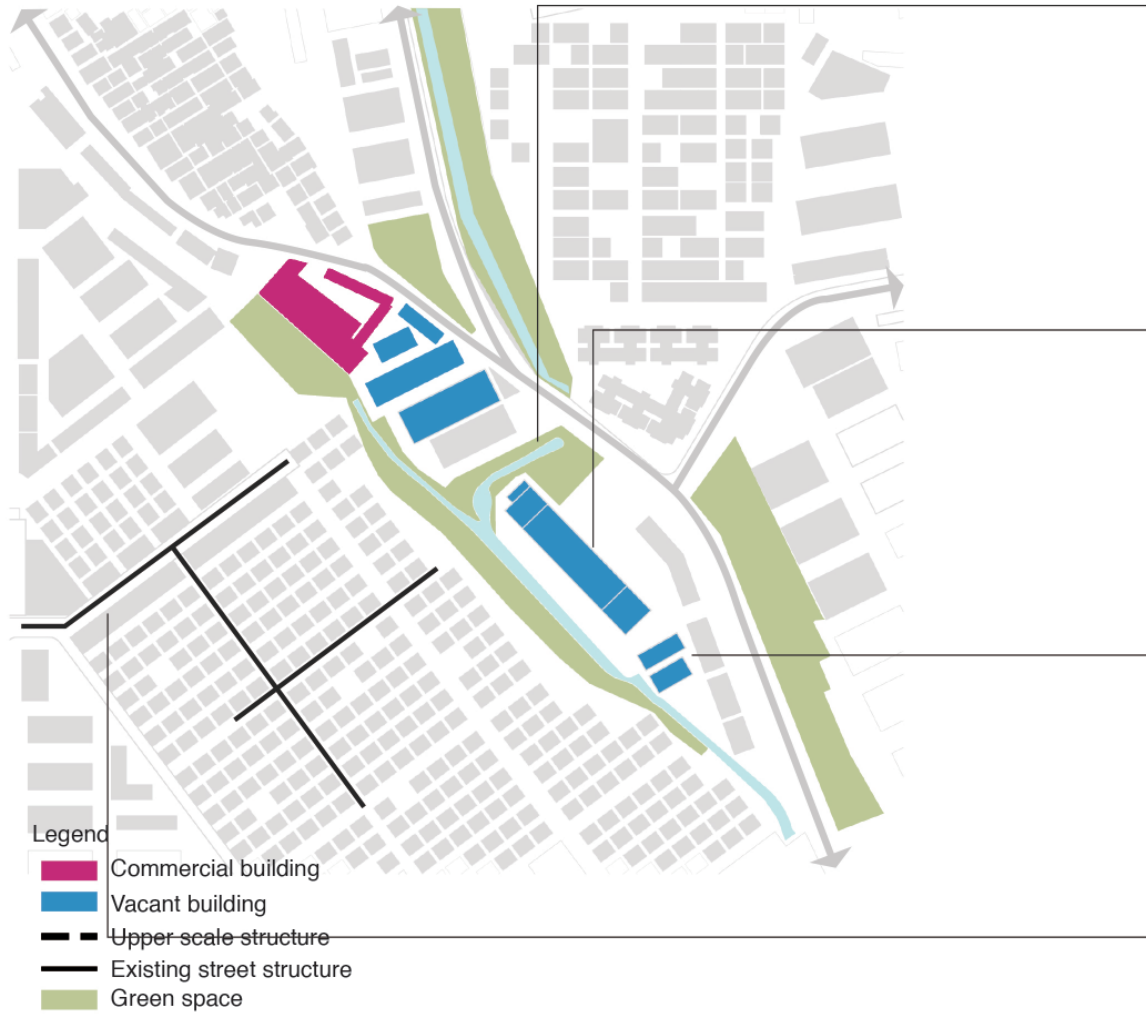 Legend
Commercial building
Vacant building
Upper scale structure
Existing street structure
Green space